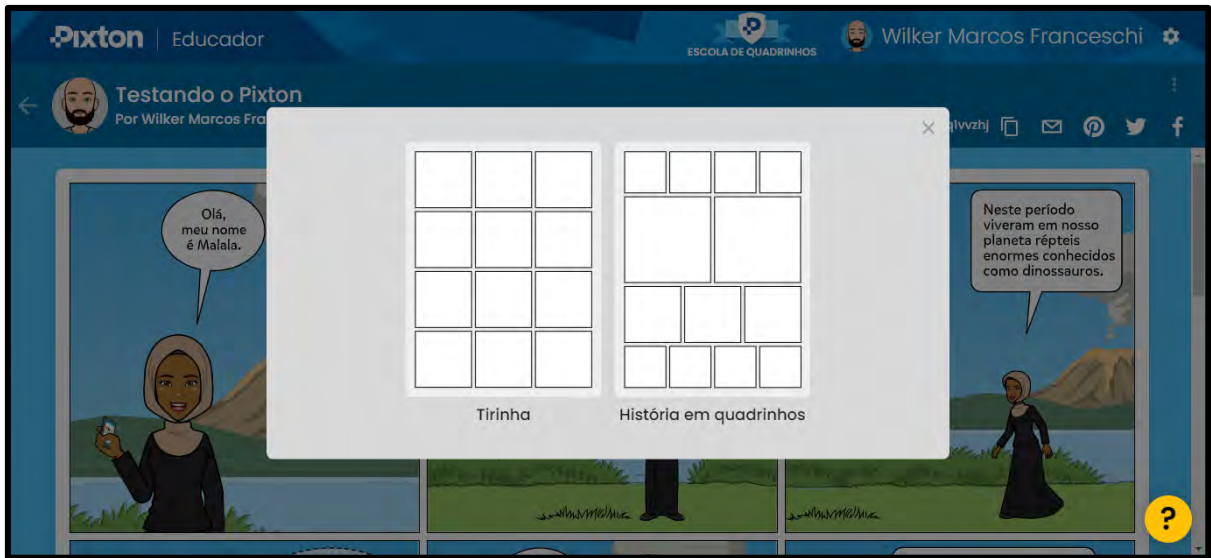 Pixton | Educador
ESCOLA DE QUADRINHOS
Wilker Marcos Franceschi
Testando o Pixton
Por Wilker Marcos Fra
q1vvzhj
Olá,
meu nome
é Malala.
Neste período
viveram em nosso
planeta répteis
enormes conhecidos
como dinossauros.
Tirinha
História em quadrinhos
?